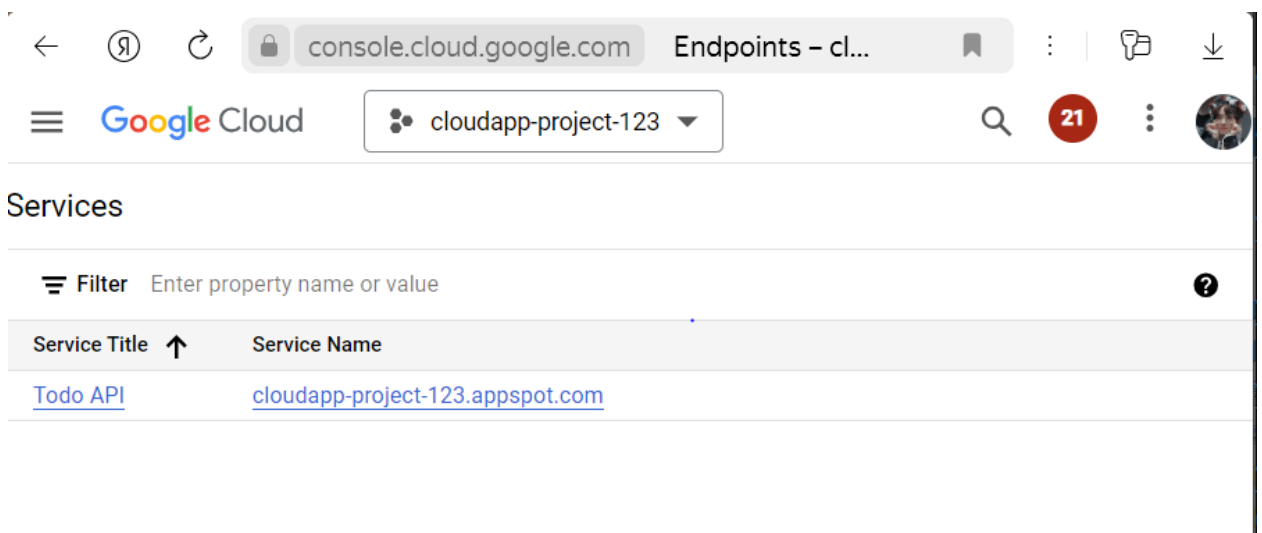 Я console.cloud.google.com Endpoints – cl...
Google Cloud cloudapp-project-123 21
Services
Filter Enter property name or value ?
Service Title Service Name
Todo API cloudapp-project-123.appspot.com